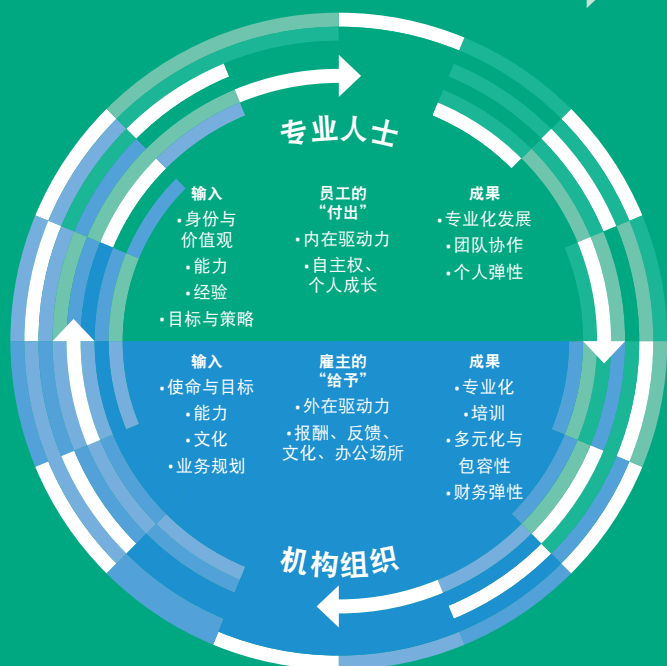 专业人士
输入
•身份与
价值观
•能力
•经验
•目标与策略
员工的
“付出”
•内在驱动力
•自主权、
个人成长
成果
•专业化发展
•团队协作
•个人弹性
输入
•使命与目标
•能力
•文化
•业务规划
雇主的
“给予”
•外在驱动力
•报酬、反馈、
文化、办公场所
成果
•专业化
•培训
•多元化与
包容性
•财务弹性
机构组织